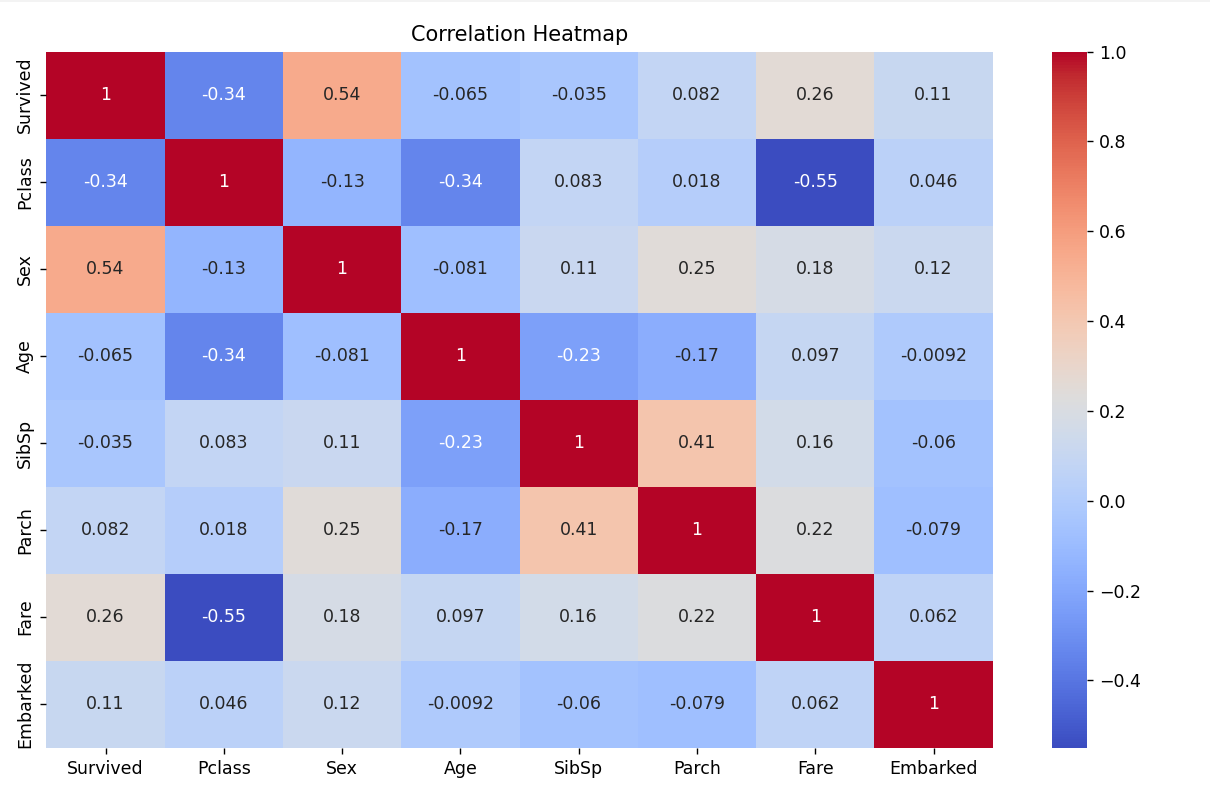 Correlation Heatmap
Survived 1 -0.34 0.54 -0.065 -0.035 0.082 0.26 0.11
Pclass -0.34 1 -0.13 -0.34 0.083 0.018 -0.55 0.046
Sex 0.54 -0.13 1 -0.081 0.11 0.25 0.18 0.12
Age -0.065 -0.34 -0.081 1 -0.23 -0.17 0.097 -0.0092
SibSp -0.035 0.083 0.11 -0.23 1 0.41 0.16 -0.06
Parch 0.082 0.018 0.25 -0.17 0.41 1 0.22 -0.079
Fare 0.26 -0.55 0.18 0.097 0.16 0.22 1 0.062
Embarked 0.11 0.046 0.12 -0.0092 -0.06 -0.079 0.062 1
Survived Pclass Sex Age SibSp Parch Fare Embarked
1.0
0.8
0.6
0.4
0.2
0.0
−0.2
−0.4